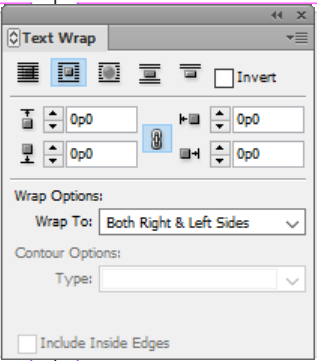 Text Wrap
Invert
0p0 0p0
0p0 0p0
Wrap Options:
Wrap To: Both Right & Left Sides
Contour Options:
Type:
Include Inside Edges